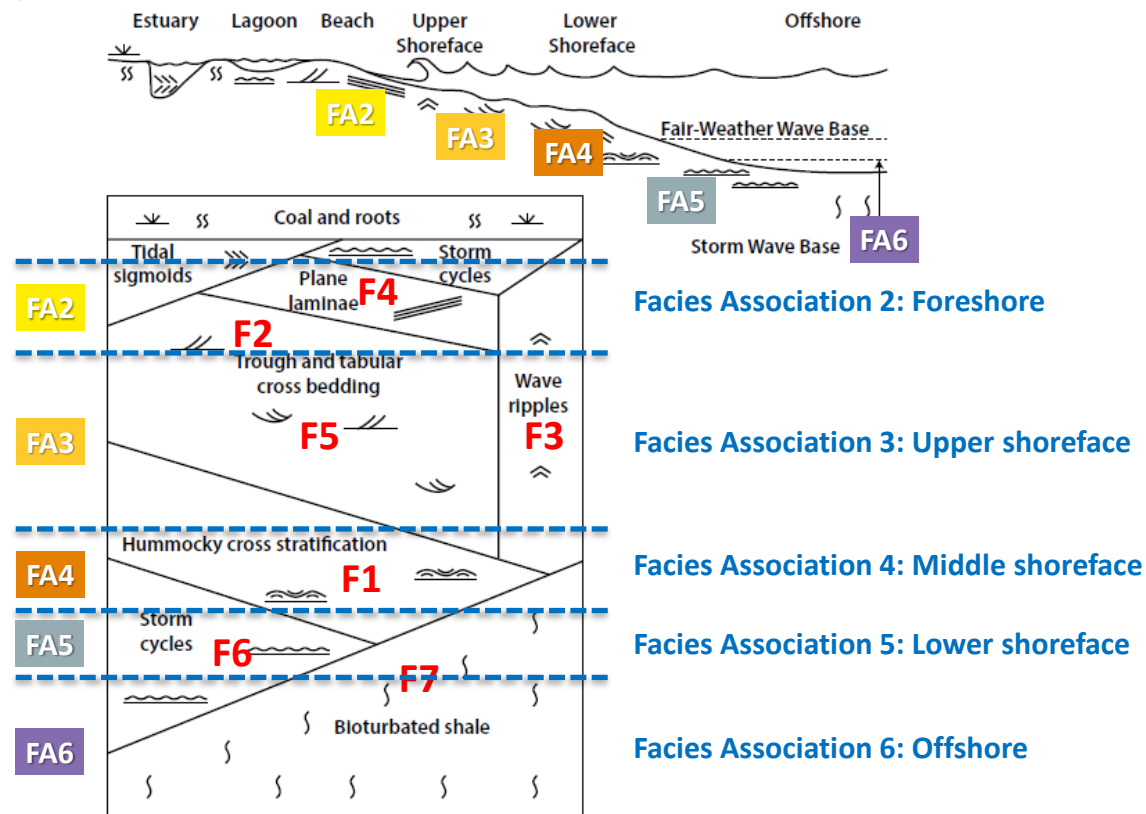 Estuary Lagoon Beach Upper Shoreface Lower Shoreface Offshore
FA2
FA3
FA4
Fair-Weather Wave Base
FA5
Storm Wave Base
FA6
Coal and roots
Tidal sigmoids
Storm cycles
Plane laminae
F4
FA2
F2
Facies Association 2: Foreshore
Trough and tabular
cross bedding
Wave
ripples
FA3
F5
F3
Facies Association 3: Upper shoreface
Hummocky cross stratification
FA4
F1
Facies Association 4: Middle shoreface
Storm
cycles
FA5
F6
Facies Association 5: Lower shoreface
F7
Bioturbated shale
FA6
Facies Association 6: Offshore